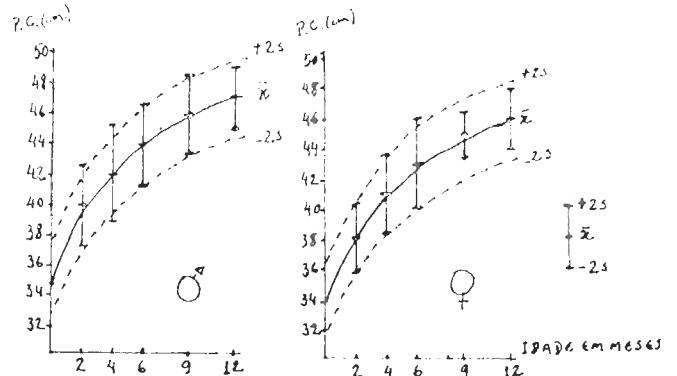 P.C.(cm)
50
48
46
44
42
40
38
36
34
32
2 4 6 9 12
+2s
x̄
-2s
♂
P.C.(cm)
50
48
46
44
42
40
38
36
34
32
2 4 6 9 12
+2s
x̄
-2s
♀
+2s
x̄
-2s
IDADE EM MESES